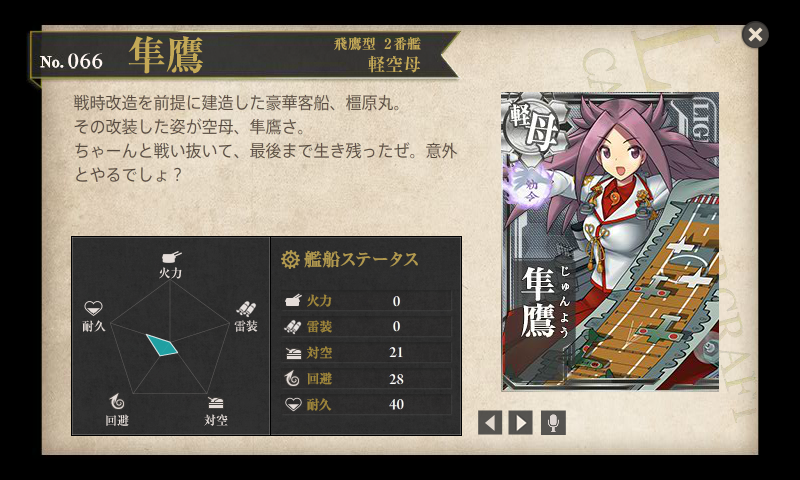 No. 066 隼鷹
飛鷹型 2番艦
軽空母
戦時改造を前提に建造した豪華客船、橿原丸。
その改装した姿が空母、隼鷹さ。
ちゃーんと戦い抜いて、最後まで生き残ったぜ。意外
とやるでしょ？
火力
耐久
雷装
回避
対空
艦船ステータス
火力 0
雷装 0
対空 21
回避 28
耐久 40
軽母
LIG
勅令
隼鷹
じゅんよう